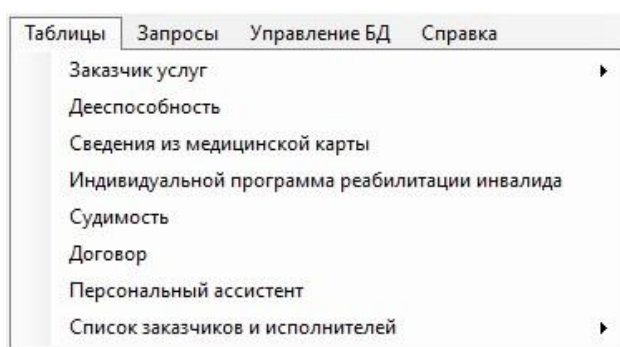 Таблицы Запросы Управление БД Справка
Заказчик услуг
Дееспособность
Сведения из медицинской карты
Индивидуальной программа реабилитации инвалида
Судимость
Договор
Персональный ассистент
Список заказчиков и исполнителей